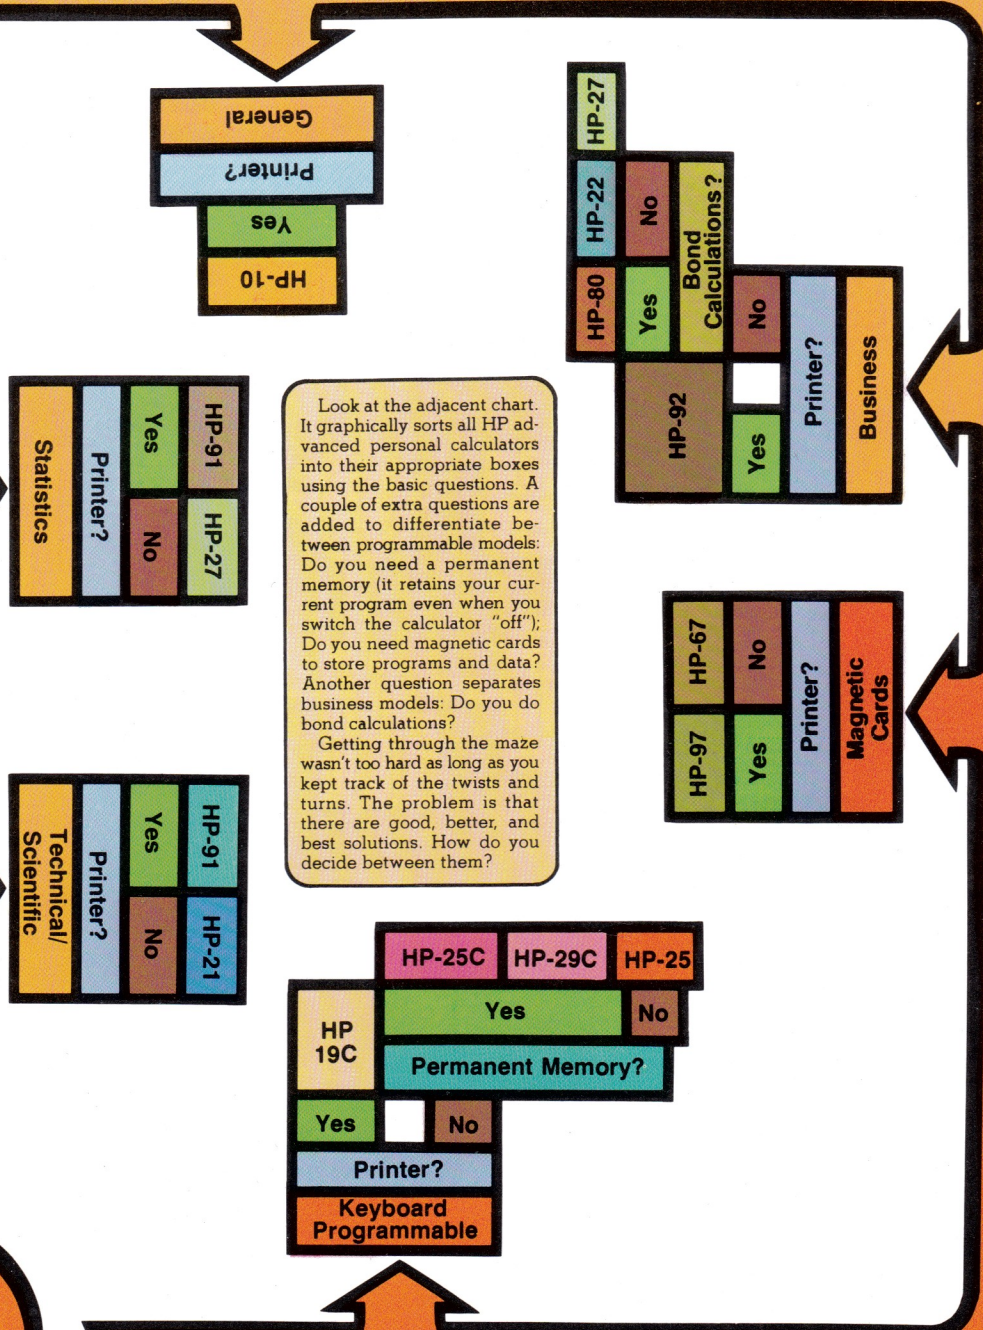 General
Printer?
Yes
HP-10
HP-27
HP-22
No
Bond
Calculations?
HP-80
Yes
No
Printer?
Business
HP-92
Yes
Statistics
Printer?
Yes
No
HP-91
HP-27
Look at the adjacent chart.
It graphically sorts all HP ad-
vanced personal calculators
into their appropriate boxes
using the basic questions. A
couple of extra questions are
added to differentiate be-
tween programmable models:
Do you need a permanent
memory (it retains your cur-
rent program even when you
switch the calculator "off");
Do you need magnetic cards
to store programs and data?
Another question separates
business models: Do you do
bond calculations?
Getting through the maze
wasn't too hard as long as you
kept track of the twists and
turns. The problem is that
there are good, better, and
best solutions. How do you
decide between them?
HP-67
No
HP-97
Yes
Printer?
Magnetic
Cards
Technical/
Scientific
Printer?
Yes
No
HP-91
HP-21
HP-25C HP-29C HP-25
Yes No
Permanent Memory?
HP
19C
Yes No
Printer?
Keyboard
Programmable